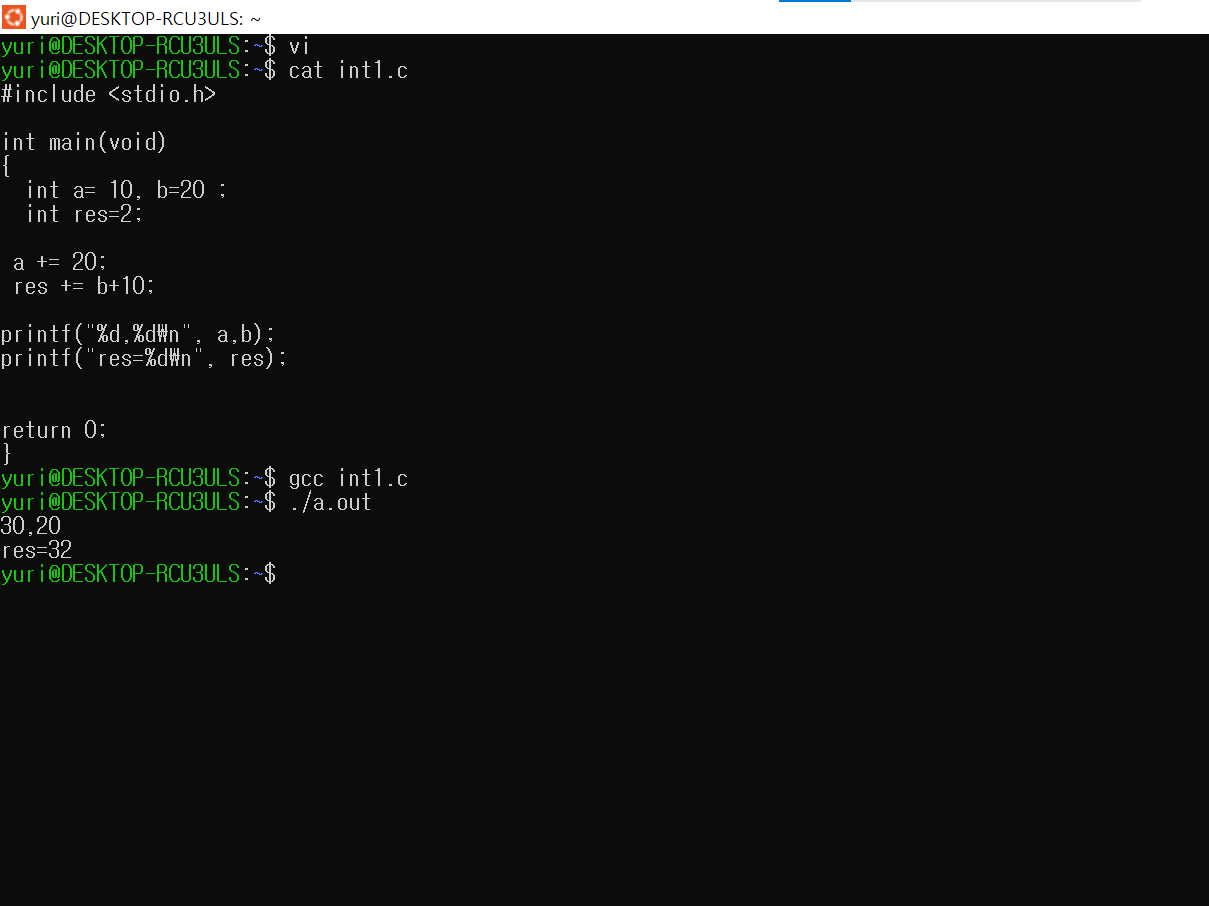 yuri@DESKTOP-RCU3ULS: ~
yuri@DESKTOP-RCU3ULS:~$ vi
yuri@DESKTOP-RCU3ULS:~$ cat int1.c
#include <stdio.h>
int main(void)
{
int a= 10, b=20 ;
int res=2;
a += 20;
res += b+10;
printf("%d,%d₩n", a,b);
printf("res=%d₩n", res);
return 0;
}
yuri@DESKTOP-RCU3ULS:~$ gcc int1.c
yuri@DESKTOP-RCU3ULS:~$ ./a.out
30,20
res=32
yuri@DESKTOP-RCU3ULS:~$